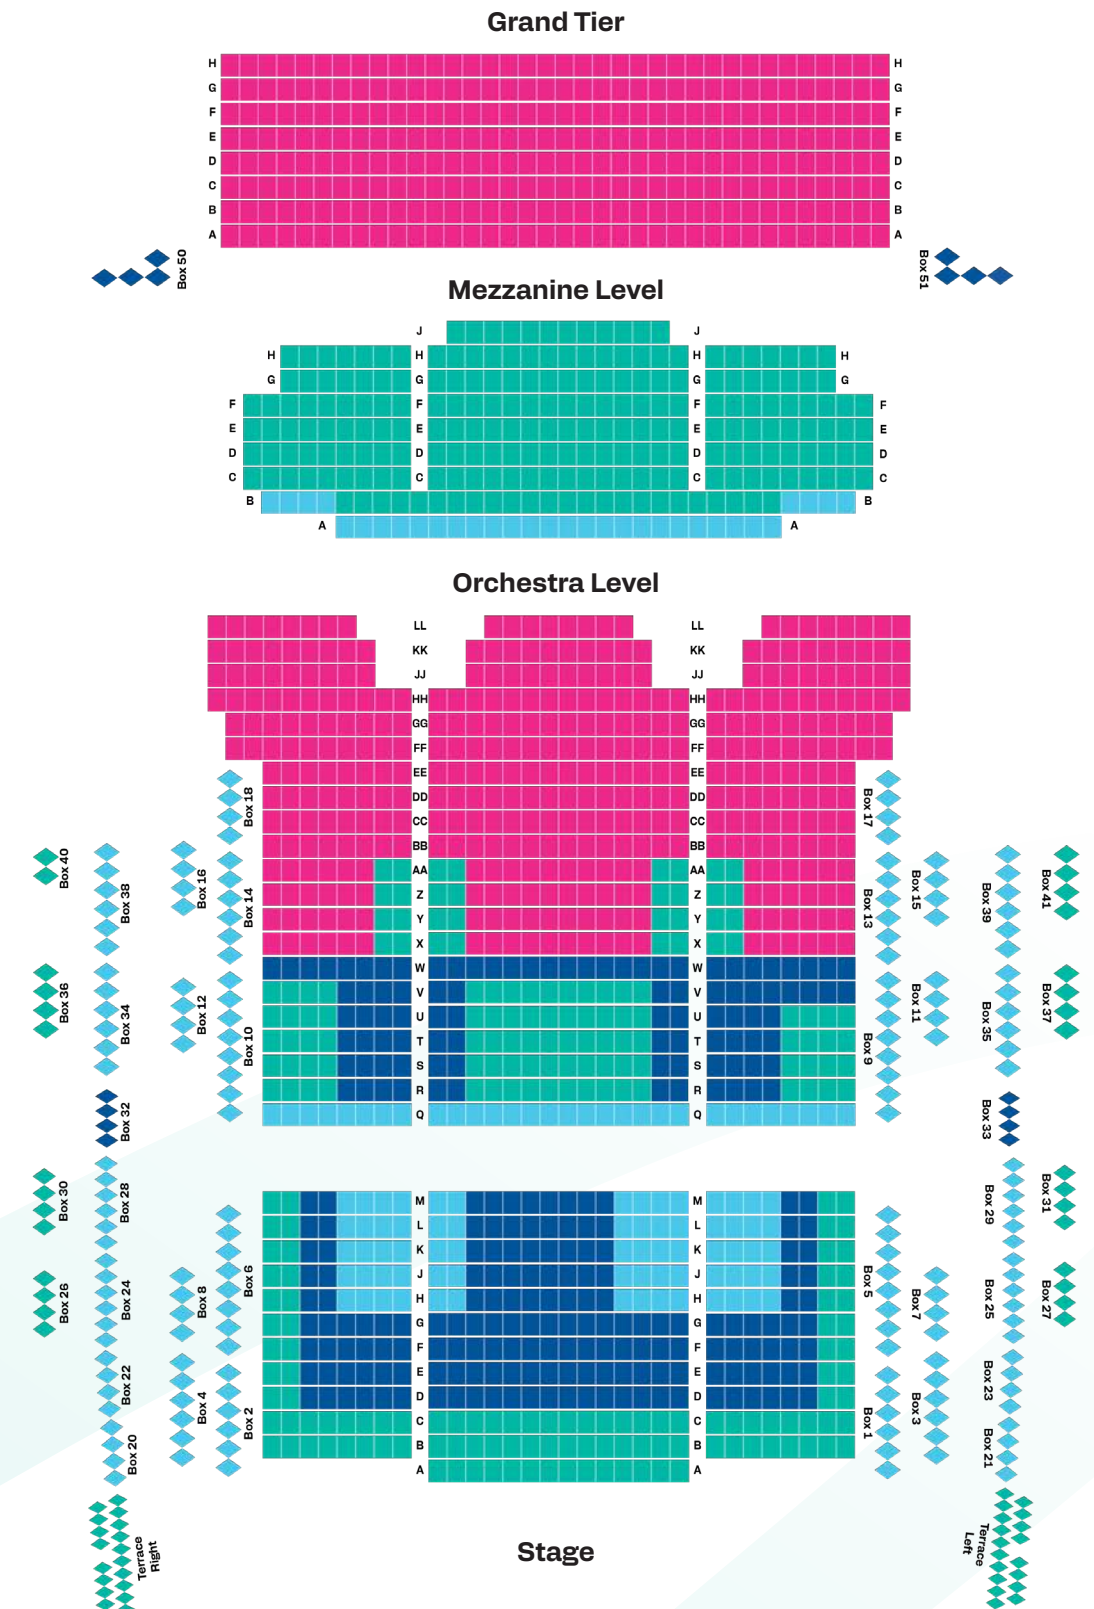 Grand Tier
H H
G G
F F
E E
D D
C C
B B
A A
Box 50
Box 51
Mezzanine Level
J J
H H H H
G G G G
F F F F
E E E E
D D D D
C C C C
B B
A A
Orchestra Level
LL LL
KK KK
JJ JJ
HH HH
GG GG
FF FF
EE EE
DD DD
CC CC
BB BB
AA AA
Z Z
Y Y
X X
W W
V V
U U
T T
S S
R R
Q Q
Box 18
Box 17
Box 40
Box 38
Box 16
Box 14
Box 13
Box 15
Box 39
Box 41
Box 36
Box 34
Box 12
Box 10
Box 9
Box 11
Box 35
Box 37
Box 32
Box 33
M M
L L
K K
J J
H H
G G
F F
E E
D D
C C
B B
A A
Box 30
Box 28
Box 29
Box 31
Box 26
Box 24
Box 8
Box 6
Box 5
Box 7
Box 25
Box 27
Box 22
Box 4
Box 2
Box 1
Box 3
Box 23
Box 20
Box 21
Terrace
Right
Terrace
Left
Stage